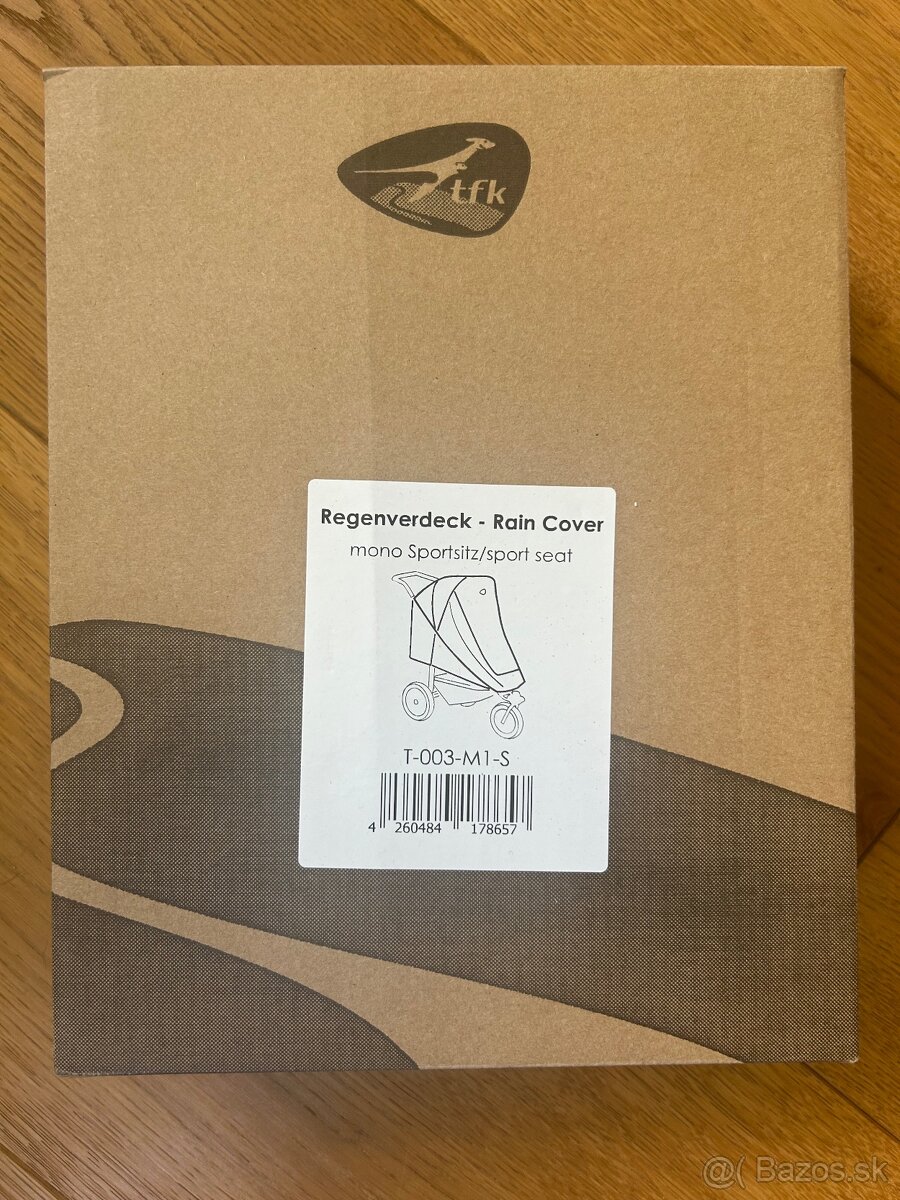 tfk
Regenverdeck - Rain Cover
mono Sportsitz/sport seat
T-003-M1-S
4 260484 178657
@( Bazos.sk